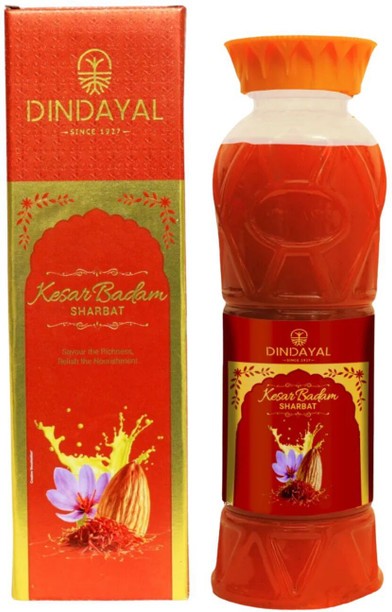 DINDAYAL
SINCE 1927
Kesar Badam
SHARBAT
Savour the Richness,
Relish the Nourishment
DINDAYAL
SINCE 1927
Kesar Badam
SHARBAT